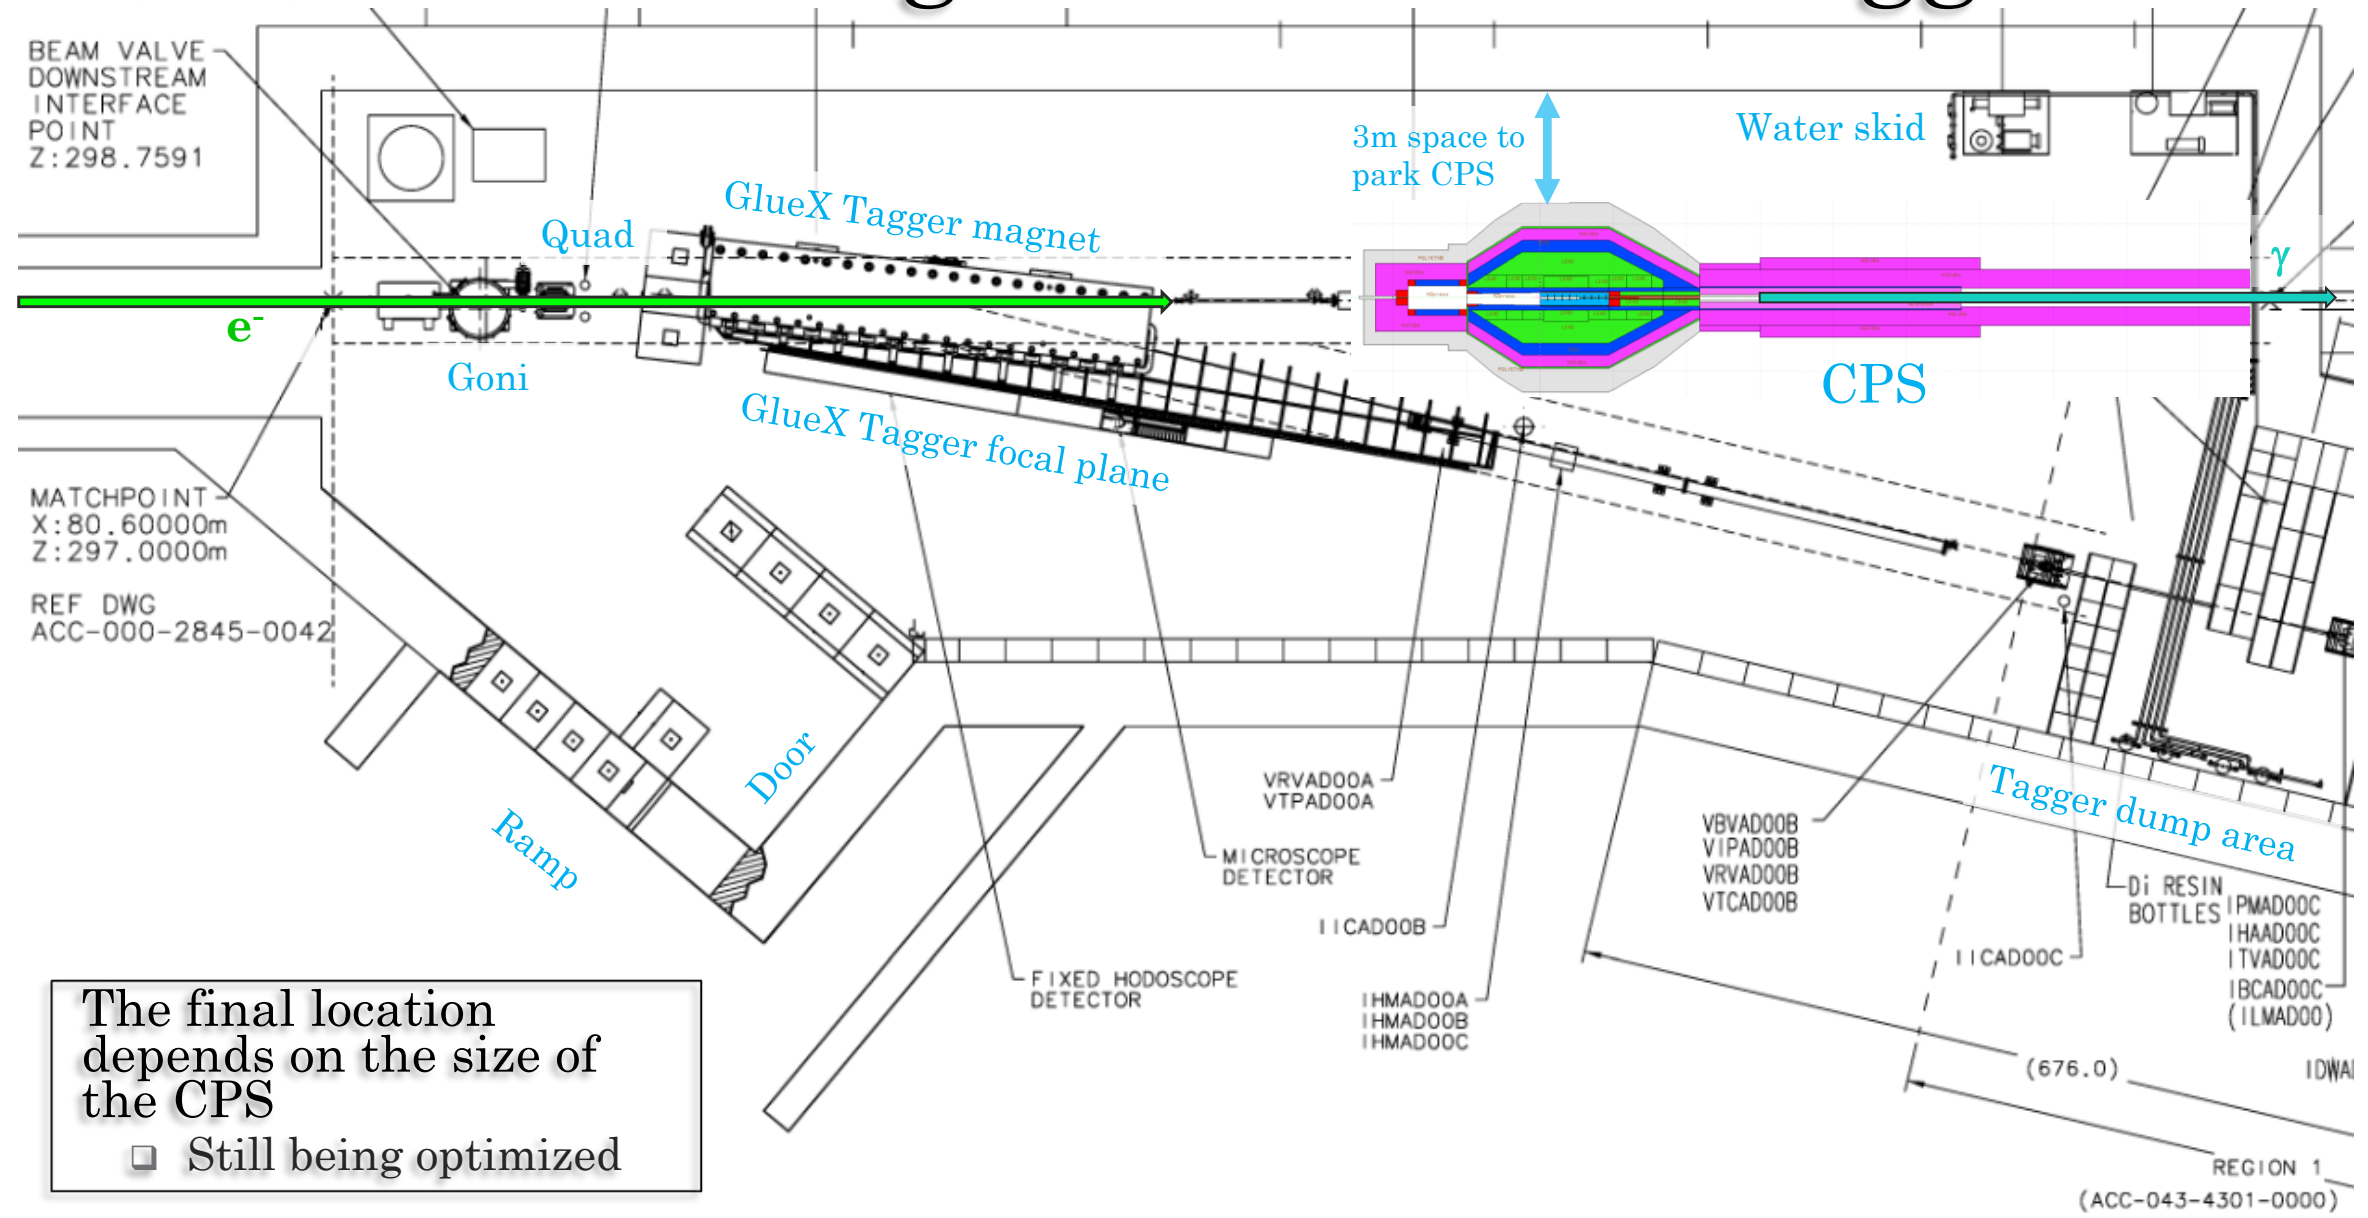 BEAM VALVE
DOWNSTREAM
INTERFACE
POINT
Z:298.7591
3m space to
park CPS
Water skid
GlueX Tagger magnet
Quad
γ
e-
Goni
CPS
GlueX Tagger focal plane
MATCHPOINT
X:80.60000m
Z:297.0000m
REF DWG
ACC-000-2845-0042
Door
Ramp
VRVAD00A
VTPAD00A
MICROSCOPE
DETECTOR
IICAD00B
FIXED HODOSCOPE
DETECTOR
IHMAD00A
IHMAD00B
IHMAD00C
VBVAD00B
VIPAD00B
VRVAD00B
VTCAD00B
Tagger dump area
Di RESIN
BOTTLES
IICAD00C
IPMAD00C
IHAAD00C
ITVAD00C
IBCAD00C
(ILMAD00)
(676.0)
REGION 1
(ACC-043-4301-0000)
The final location
depends on the size of
the CPS
❑ Still being optimized